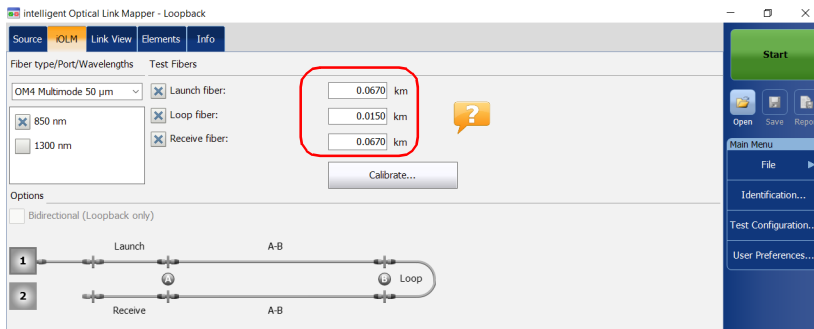 intelligent Optical Link Mapper - Loopback
Source iOLM Link View Elements Info
Fiber type/Port/Wavelengths Test Fibers
OM4 Multimode 50 µm
Launch fiber: 0.0670 km
850 nm
Loop fiber: 0.0150 km
1300 nm
Receive fiber: 0.0670 km
?
Calibrate...
Options
Bidirectional (Loopback only)
Launch A-B
1
A B Loop
2
Receive A-B
Start
Open Save Repo
Main Menu
File
Identification...
Test Configuration..
User Preferences...